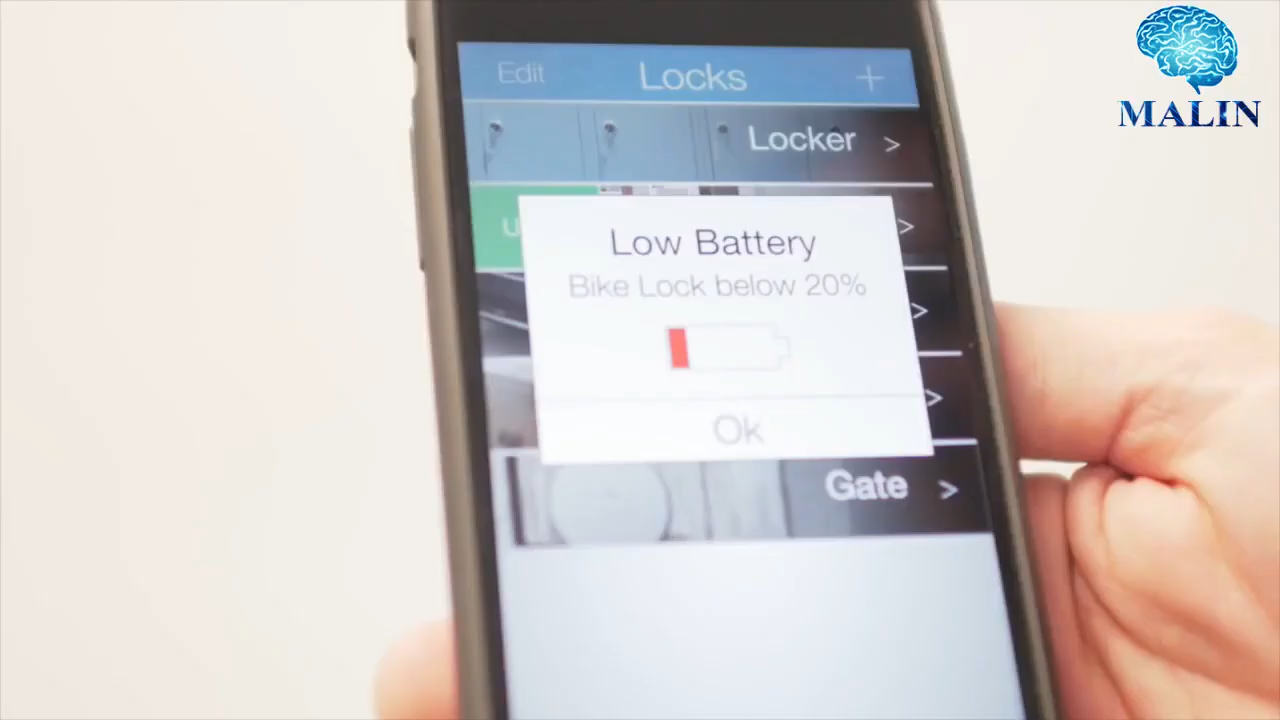 MALIN
Edit Locks +
Locker >
>
Low Battery
Bike Lock below 20%
>
>
Ok
Gate >